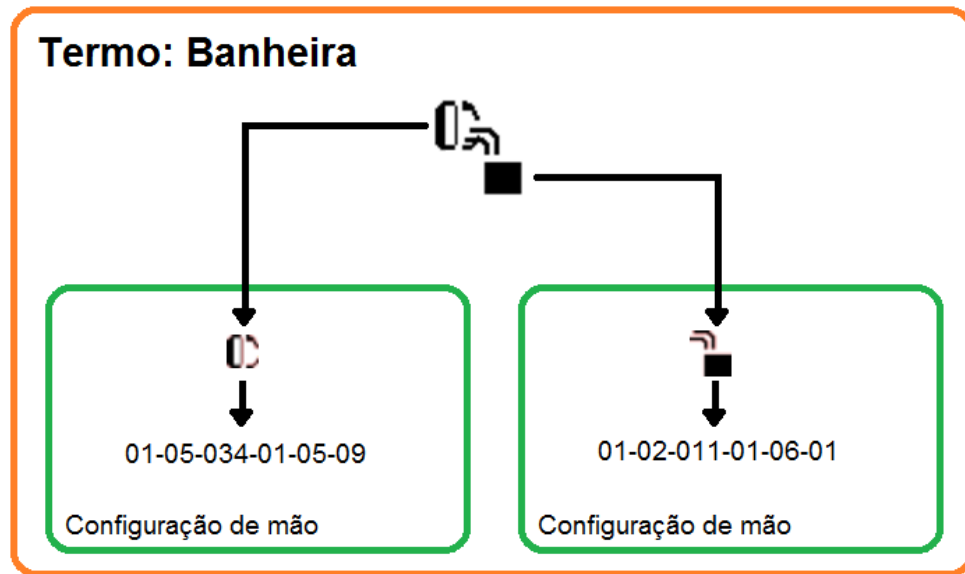 Termo: Banheira
01-05-034-01-05-09
01-02-011-01-06-01
Configuração de mão
Configuração de mão